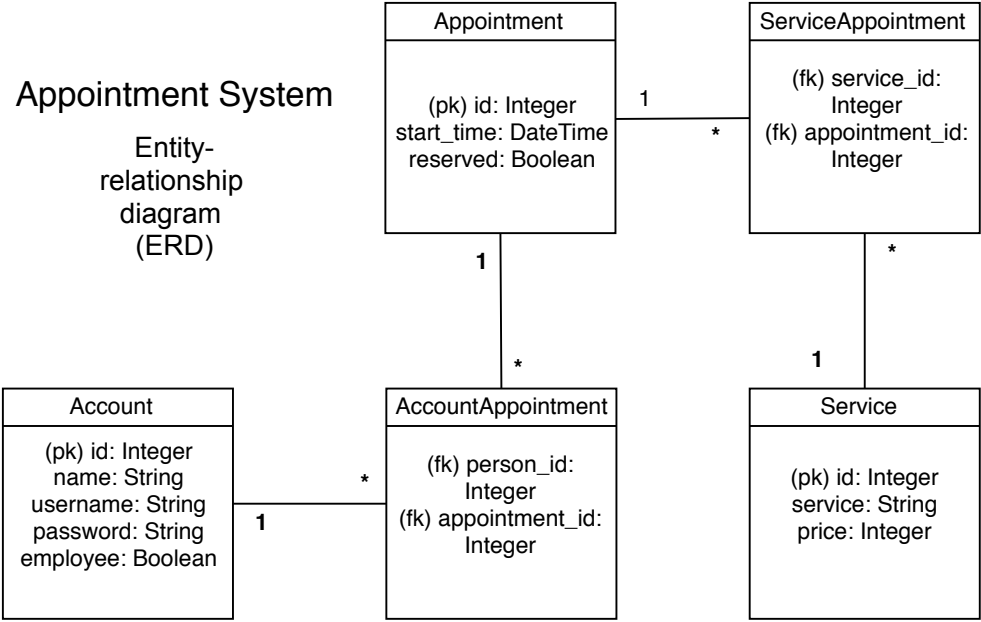 Appointment System
Entity-
relationship
diagram
(ERD)
Appointment
(pk) id: Integer
start_time: DateTime
reserved: Boolean
1
*
ServiceAppointment
(fk) service_id:
Integer
(fk) appointment_id:
Integer
1
*
*
1
Account
(pk) id: Integer
name: String
username: String
password: String
employee: Boolean
1
*
AccountAppointment
(fk) person_id:
Integer
(fk) appointment_id:
Integer
Service
(pk) id: Integer
service: String
price: Integer